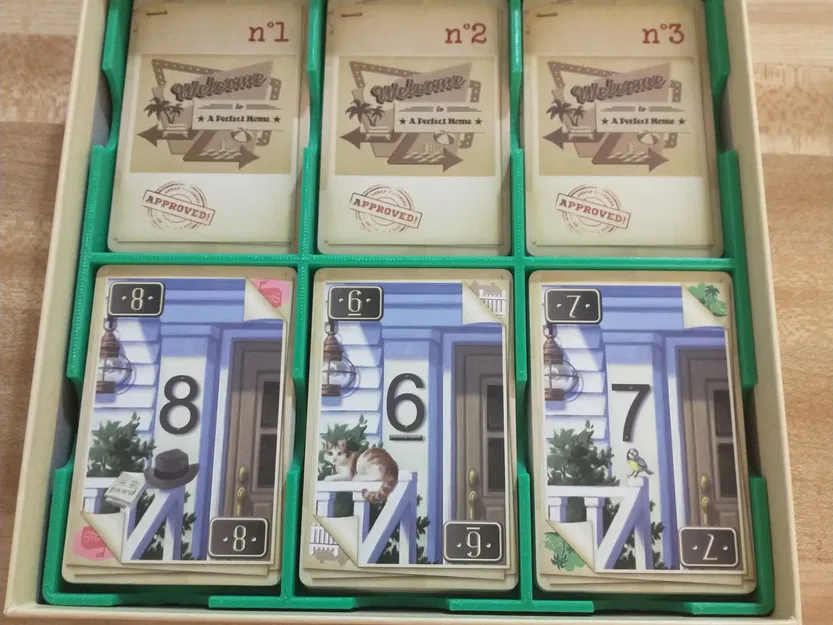 n°1
Welcome
to
★ A Perfect Home ★
APPROVED!
n°2
Welcome
to
★ A Perfect Home ★
APPROVED!
n°3
Welcome
to
★ A Perfect Home ★
APPROVED!
·8·
8
·8·
·6·
6
·6·
·7·
7
·7·